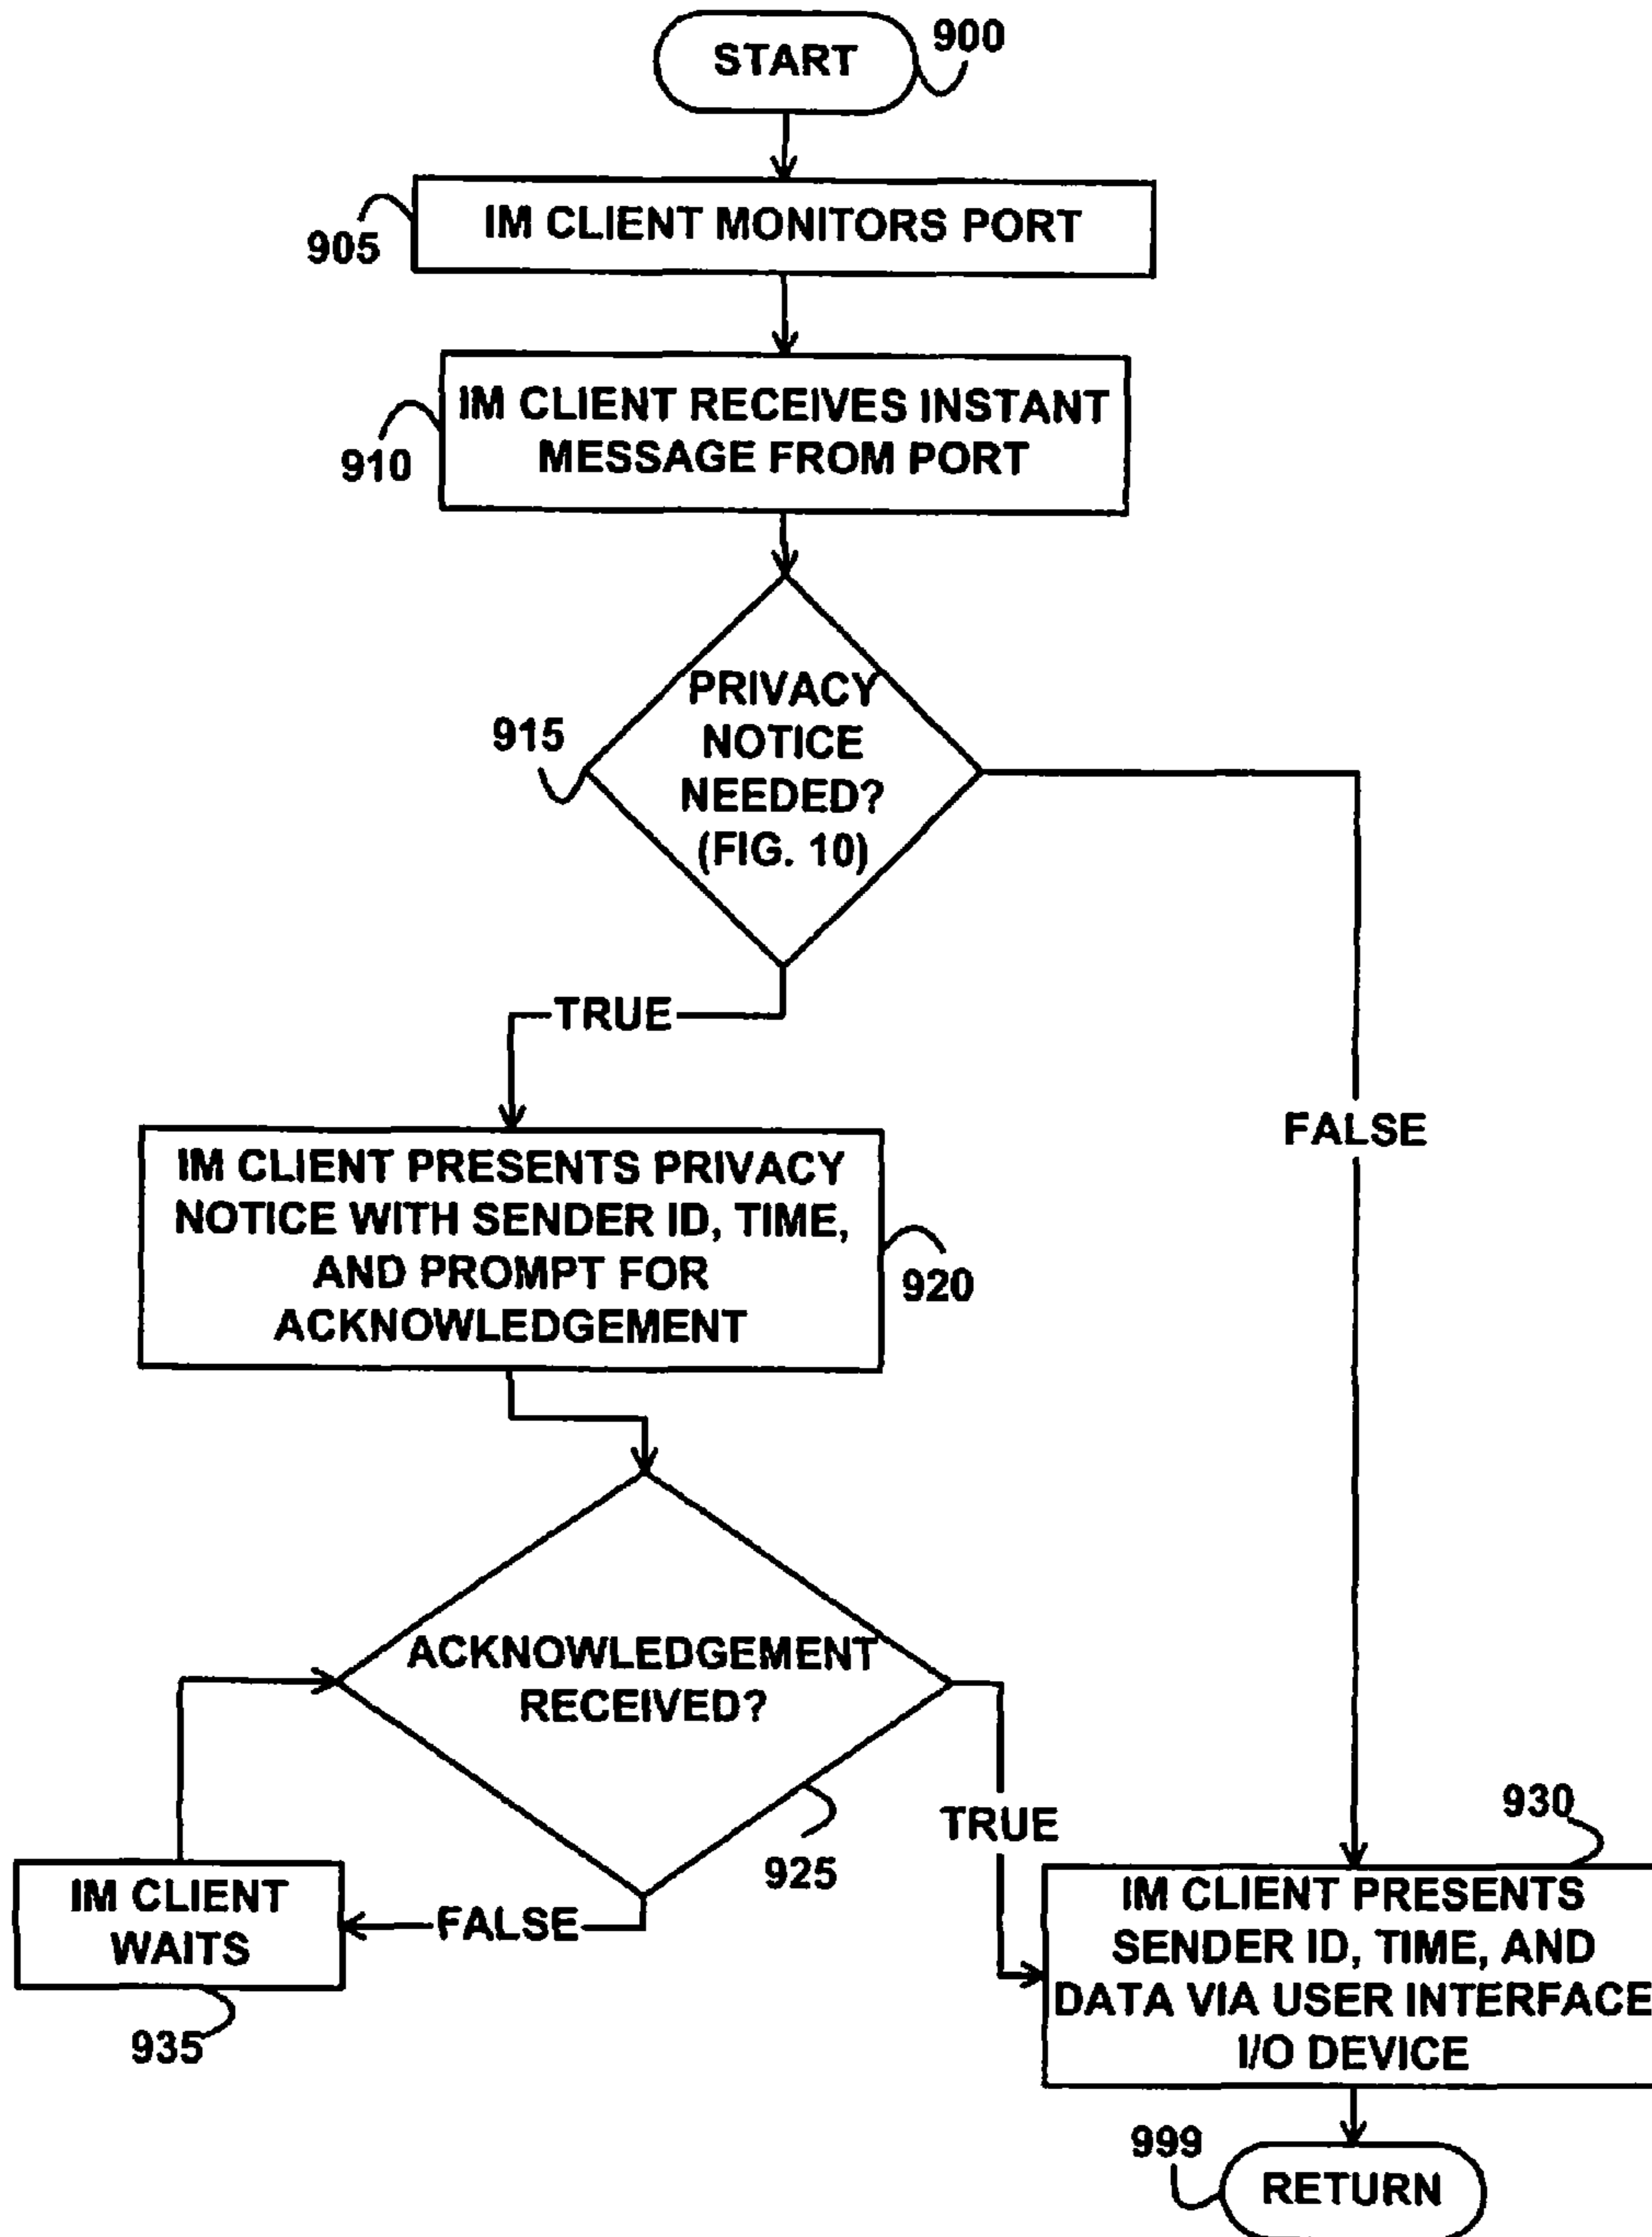 START
900
IM CLIENT MONITORS PORT
905
IM CLIENT RECEIVES INSTANT
MESSAGE FROM PORT
910
PRIVACY
NOTICE
NEEDED?
(FIG. 10)
915
TRUE
FALSE
IM CLIENT PRESENTS PRIVACY
NOTICE WITH SENDER ID, TIME,
AND PROMPT FOR
ACKNOWLEDGEMENT
920
ACKNOWLEDGEMENT
RECEIVED?
925
TRUE
FALSE
IM CLIENT
WAITS
935
930
IM CLIENT PRESENTS
SENDER ID, TIME, AND
DATA VIA USER INTERFACE
I/O DEVICE
999
RETURN